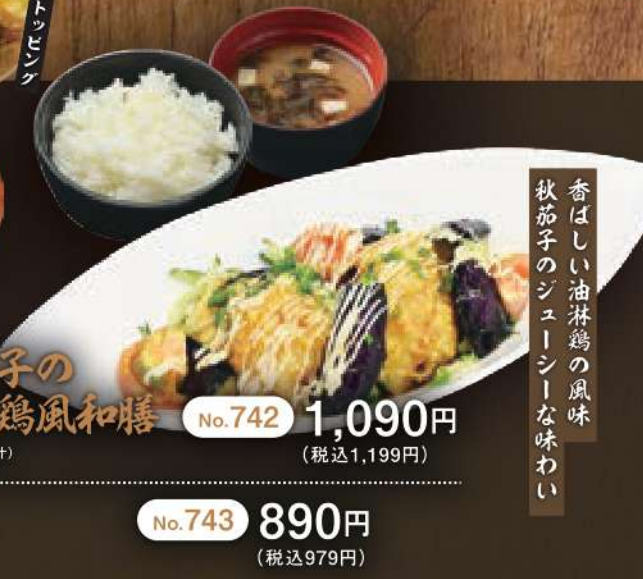 トッピング
香ばしい油淋鶏の風味
秋茄子のジューシーな味わい
子の
鶏風和膳
No.742 1,090円
汁）
（税込1,199円）
No.743 890円
（税込979円）